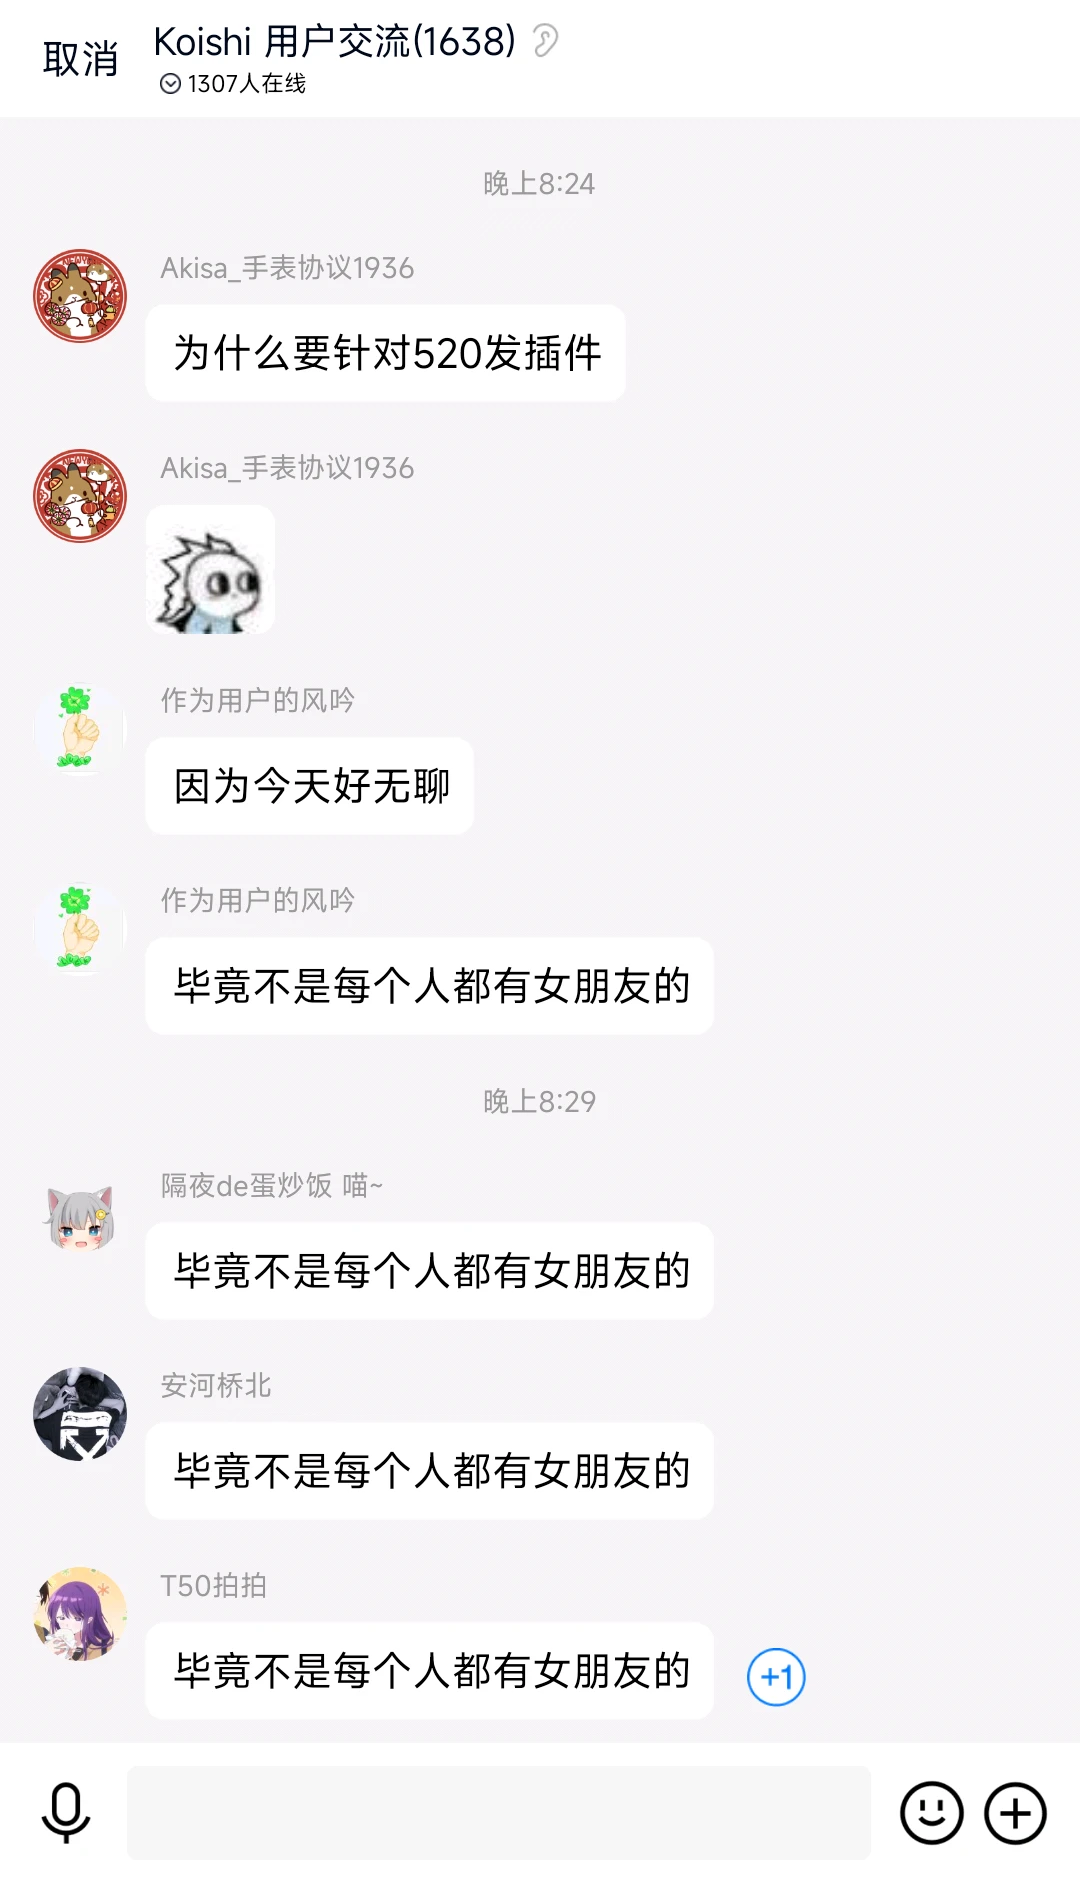 取消
Koishi 用户交流(1638)
1307人在线
晚上8:24
Akisa_手表协议1936
为什么要针对520发插件
Akisa_手表协议1936
作为用户的风吟
因为今天好无聊
作为用户的风吟
毕竟不是每个人都有女朋友的
晚上8:29
隔夜de蛋炒饭 喵~
毕竟不是每个人都有女朋友的
安河桥北
毕竟不是每个人都有女朋友的
T50拍拍
毕竟不是每个人都有女朋友的
+1